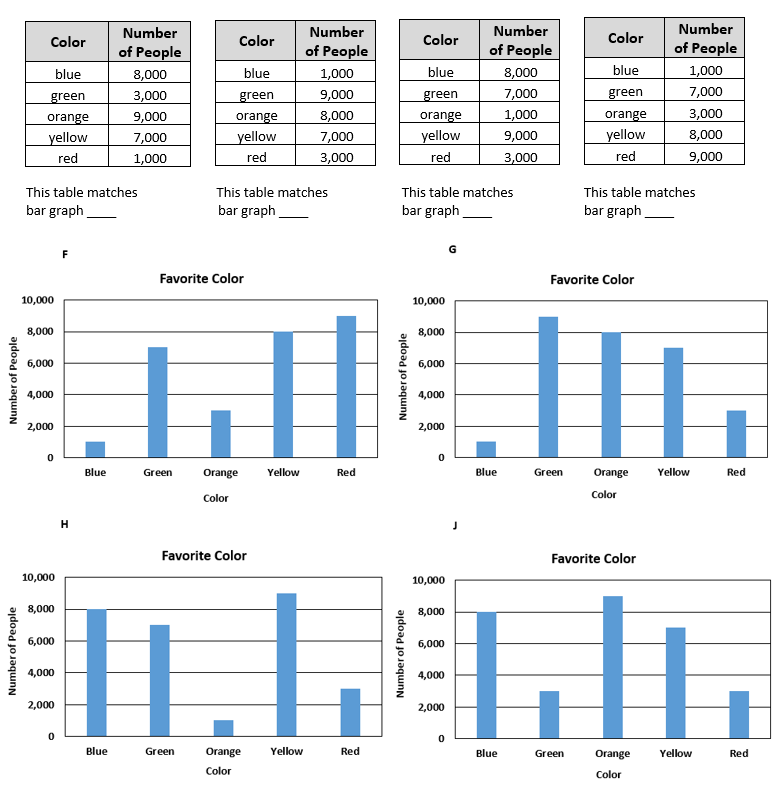 Color Number of People
blue 8,000
green 3,000
orange 9,000
yellow 7,000
red 1,000
This table matches
bar graph ____
Color Number of People
blue 1,000
green 9,000
orange 8,000
yellow 7,000
red 3,000
This table matches
bar graph ____
Color Number of People
blue 8,000
green 7,000
orange 1,000
yellow 9,000
red 3,000
This table matches
bar graph ____
Color Number of People
blue 1,000
green 7,000
orange 3,000
yellow 8,000
red 9,000
This table matches
bar graph ____
F
Favorite Color
Number of People
10,000
8,000
6,000
4,000
2,000
0
Blue Green Orange Yellow Red
Color
G
Favorite Color
Number of People
10,000
8,000
6,000
4,000
2,000
0
Blue Green Orange Yellow Red
Color
H
Favorite Color
Number of People
10,000
8,000
6,000
4,000
2,000
0
Blue Green Orange Yellow Red
Color
J
Favorite Color
Number of People
10,000
8,000
6,000
4,000
2,000
0
Blue Green Orange Yellow Red
Color